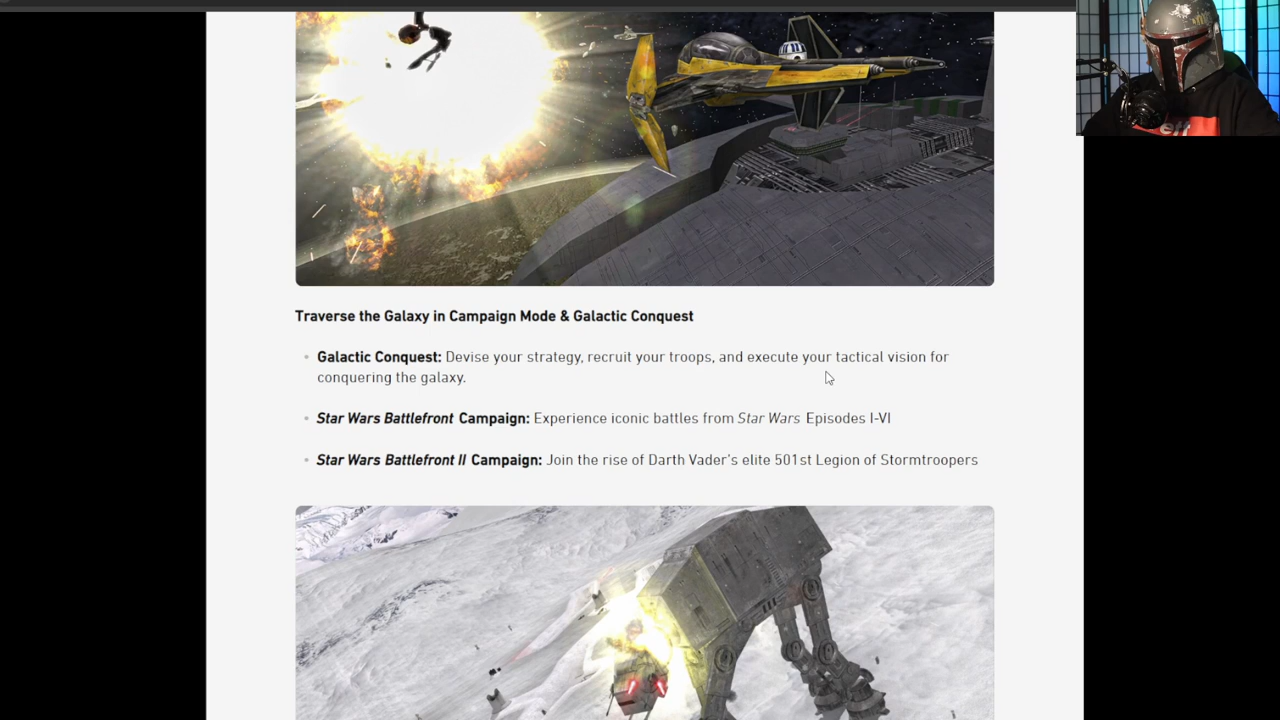 Traverse the Galaxy in Campaign Mode & Galactic Conquest
• Galactic Conquest: Devise your strategy, recruit your troops, and execute your tactical vision for
conquering the galaxy.
• Star Wars Battlefront Campaign: Experience iconic battles from Star Wars Episodes I-VI
• Star Wars Battlefront II Campaign: Join the rise of Darth Vader's elite 501st Legion of Stormtroopers